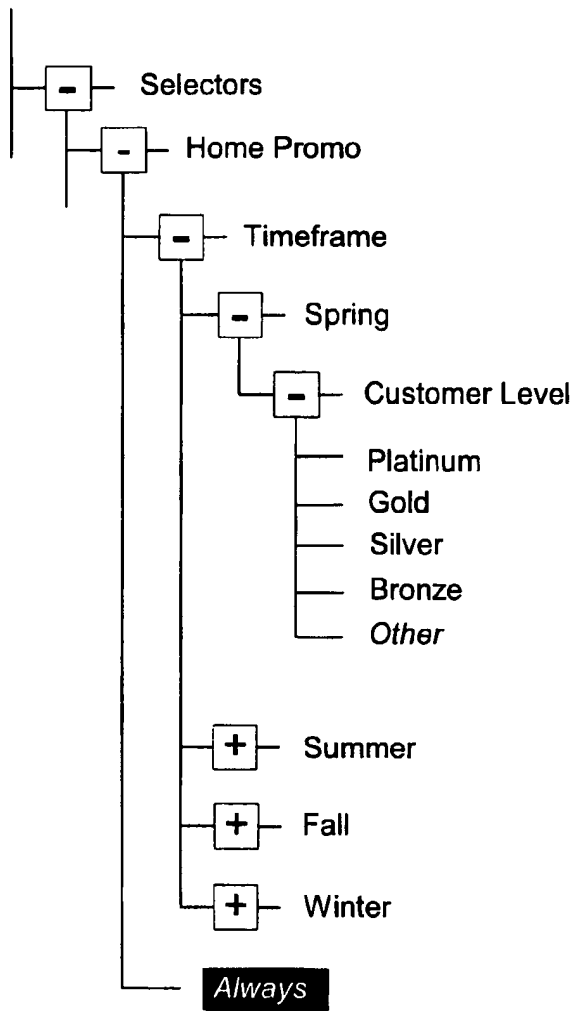 Selectors
Home Promo
Timeframe
Spring
Customer Level
Platinum
Gold
Silver
Bronze
Other
Summer
Fall
Winter
Always